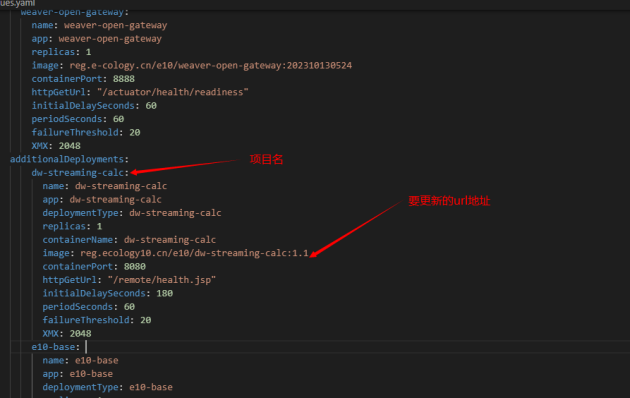 ues.yaml
weaver-open-gateway:
name: weaver-open-gateway
app: weaver-open-gateway
replicas: 1
image: reg.e-cology.cn/e10/weaver-open-gateway:202310130524
containerPort: 8888
httpGetUrl: "/actuator/health/readiness"
initialDelaySeconds: 60
periodSeconds: 60
failureThreshold: 20
XMX: 2048
additionalDeployments:
项目名
dw-streaming-calc:
name: dw-streaming-calc
app: dw-streaming-calc
要更新的url地址
deploymentType: dw-streaming-calc
replicas: 1
containerName: dw-streaming-calc
image: reg.ecology10.cn/e10/dw-streaming-calc:1.1
containerPort: 8080
httpGetUrl: "/remote/health.jsp"
initialDelaySeconds: 180
periodSeconds: 60
failureThreshold: 20
XMX: 2048
e10-base:
name: e10-base
app: e10-base
deploymentType: e10-base